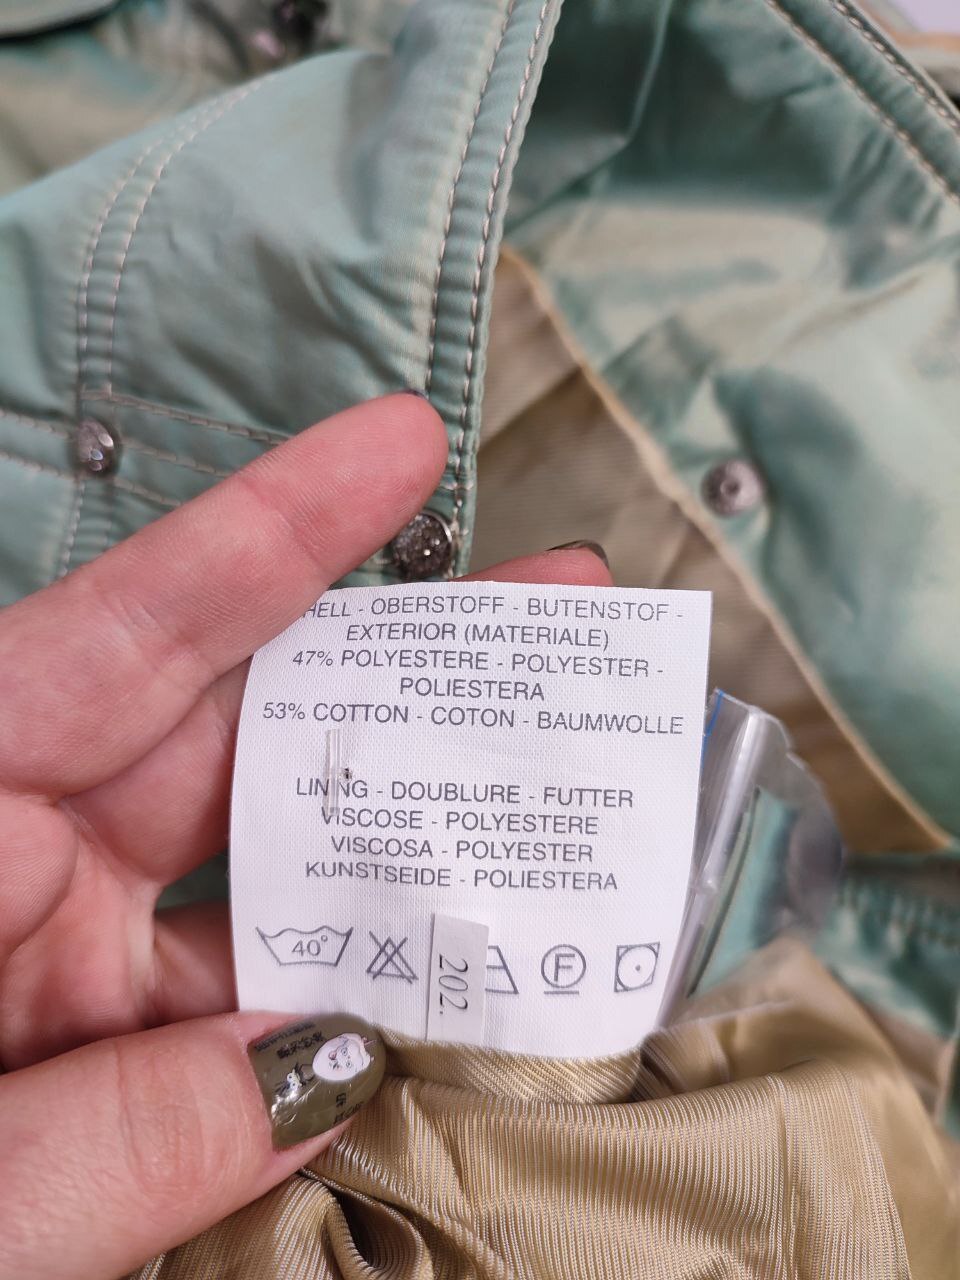 HELL - OBERSTOFF - BUTENSTOF -
EXTERIOR (MATERIALE)
47% POLYESTERE - POLYESTER -
POLIESTERA
53% COTTON - COTON - BAUMWOLLE
LINING - DOUBLURE - FUTTER
VISCOSE - POLYESTERE
VISCOSA - POLYESTER
KUNSTSEIDE - POLIESTERA
40°
202.
F